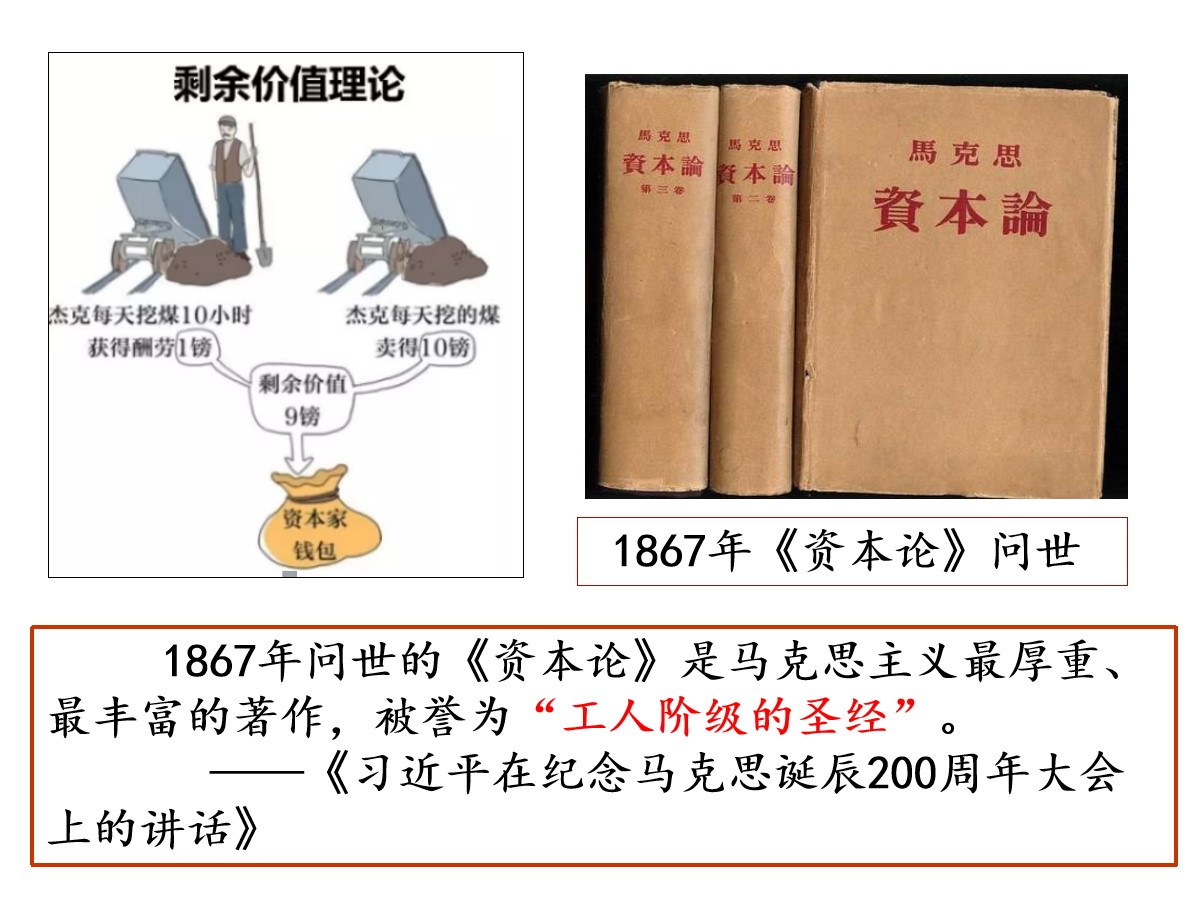 剩余价值理论
杰克每天挖煤10小时
获得酬劳1镑
杰克每天挖的煤
卖得10镑
剩余价值
9镑
资本家
钱包
馬克思
資本論
第三卷
馬克思
資本論
第二卷
馬克思
資本論
1867年《资本论》问世
1867年问世的《资本论》是马克思主义最厚重、
最丰富的著作，被誉为“工人阶级的圣经”。
——《习近平在纪念马克思诞辰200周年大会
上的讲话》